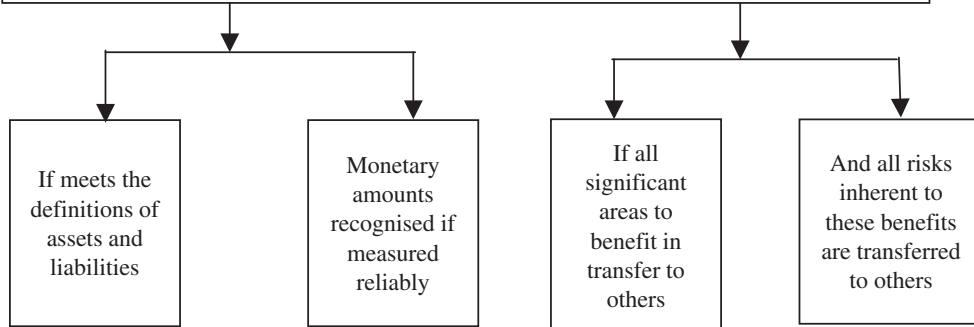 If meets the
definitions of
assets and
liabilities
Monetary
amounts
recognised if
measured
reliably
If all
significant
areas to
benefit in
transfer to
others
And all risks
inherent to
these benefits
are transferred
to others